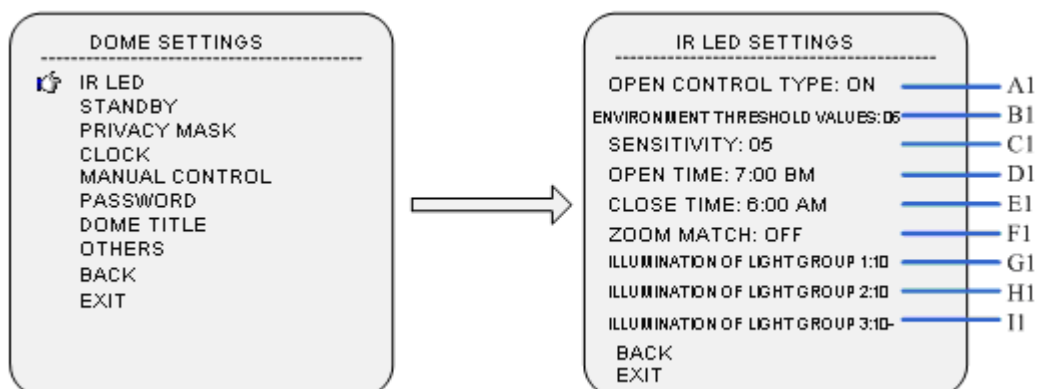 DOME SETTINGS
IR LED
STANDBY
PRIVACY MASK
CLOCK
MANUAL CONTROL
PASSWORD
DOME TITLE
OTHERS
BACK
EXIT
IR LED SETTINGS
OPEN CONTROL TYPE: ON A1
ENVIRONMENT THRESHOLD VALUES:06 B1
SENSITIVITY: 05 C1
OPEN TIME: 7:00 BM D1
CLOSE TIME: 6:00 AM E1
ZOOM MATCH: OFF F1
ILLUMINATION OF LIGHT GROUP 1:10 G1
ILLUMINATION OF LIGHT GROUP 2:10 H1
ILLUMINATION OF LIGHT GROUP 3:10- I1
BACK
EXIT